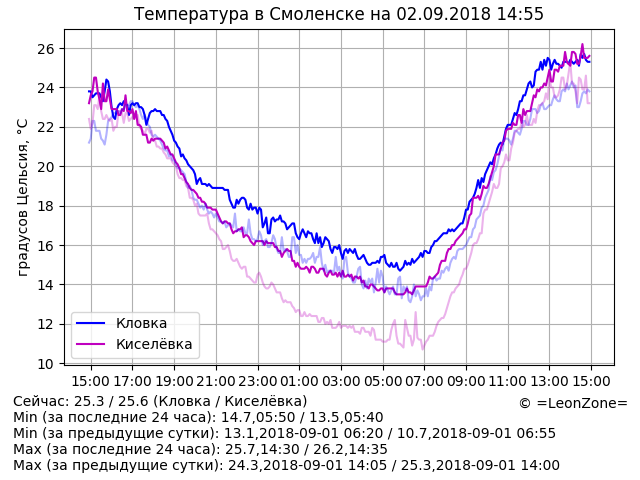 Температура в Смоленске на 02.09.2018 14:55
градусов Цельсия, °C
26
24
22
20
18
16
14
12
10
Кловка
Киселёвка
15:00 17:00 19:00 21:00 23:00 01:00 03:00 05:00 07:00 09:00 11:00 13:00 15:00
Сейчас: 25.3 / 25.6 (Кловка / Киселёвка)
© =LeonZone=
Min (за последние 24 часа): 14.7,05:50 / 13.5,05:40
Min (за предыдущие сутки): 13.1,2018-09-01 06:20 / 10.7,2018-09-01 06:55
Max (за последние 24 часа): 25.7,14:30 / 26.2,14:35
Max (за предыдущие сутки): 24.3,2018-09-01 14:05 / 25.3,2018-09-01 14:00